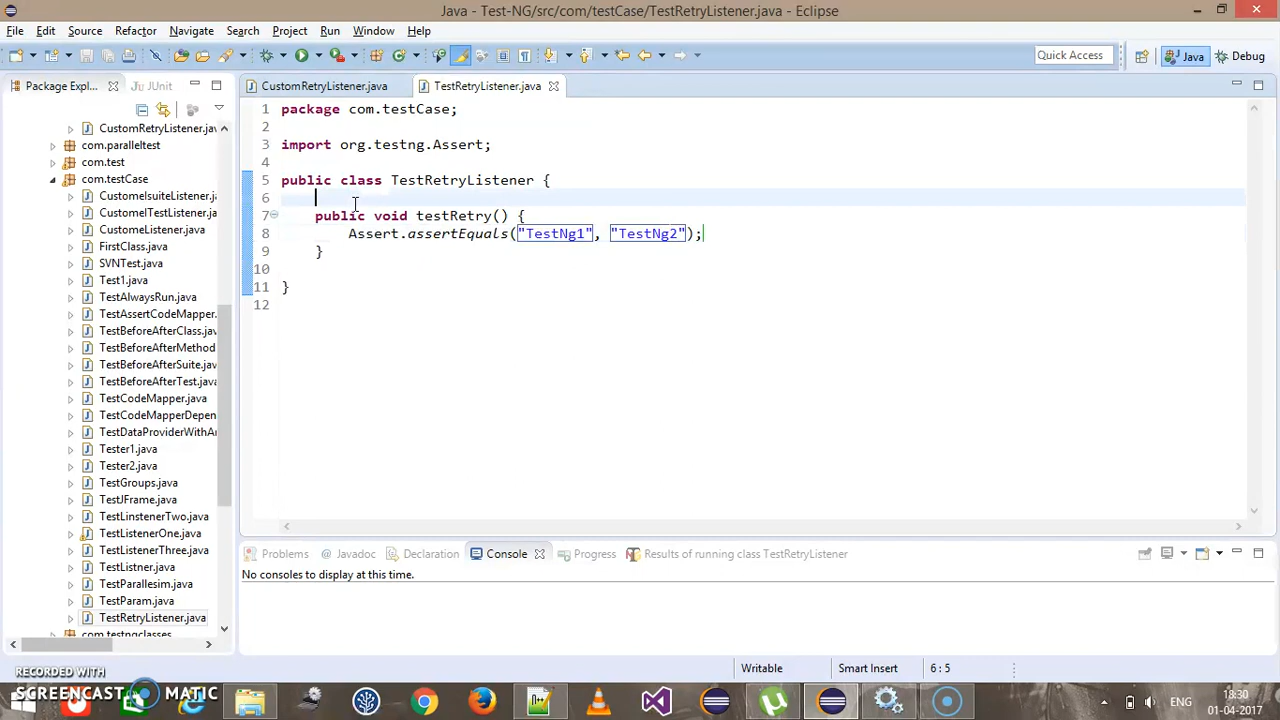 Java - Test-NG/src/com/testCase/TestRetryListener.java - Eclipse
File Edit Source Refactor Navigate Search Project Run Window Help
Quick Access Java Debug
Package Expl... JUnit
CustomRetryListener.java TestRetryListener.java
CustomRetryListener.java
com.paralleltest
com.test
com.testCase
CustomeIsuiteListener.j
CustomeITestListener.j
CustomeListener.java
FirstClass.java
SVNTest.java
Test1.java
TestAlwaysRun.java
TestAssertCodeMapper.
TestBeforeAfterClass.jav
TestBeforeAfterMethod
TestBeforeAfterSuite.jav
TestBeforeAfterTest.java
TestCodeMapper.java
TestCodeMapperDepen
TestDataProviderWithAr
Tester1.java
Tester2.java
TestGroups.java
TestJFrame.java
TestLinstenerTwo.java
TestListenerOne.java
TestListenerThree.java
TestListner.java
TestParallesim.java
TestParam.java
TestRetryListener.java
com.testngclasses
1 package com.testCase;
2
3 import org.testng.Assert;
4
5 public class TestRetryListener {
6
7 public void testRetry() {
8 Assert.assertEquals("TestNg1", "TestNg2");
9 }
10
11 }
12
Problems Javadoc Declaration Console Progress Results of running class TestRetryListener
No consoles to display at this time.
Writable Smart Insert 6 : 5
RECORDED WITH
SCREENCAST MATIC
ENG
18:30
01-04-2017